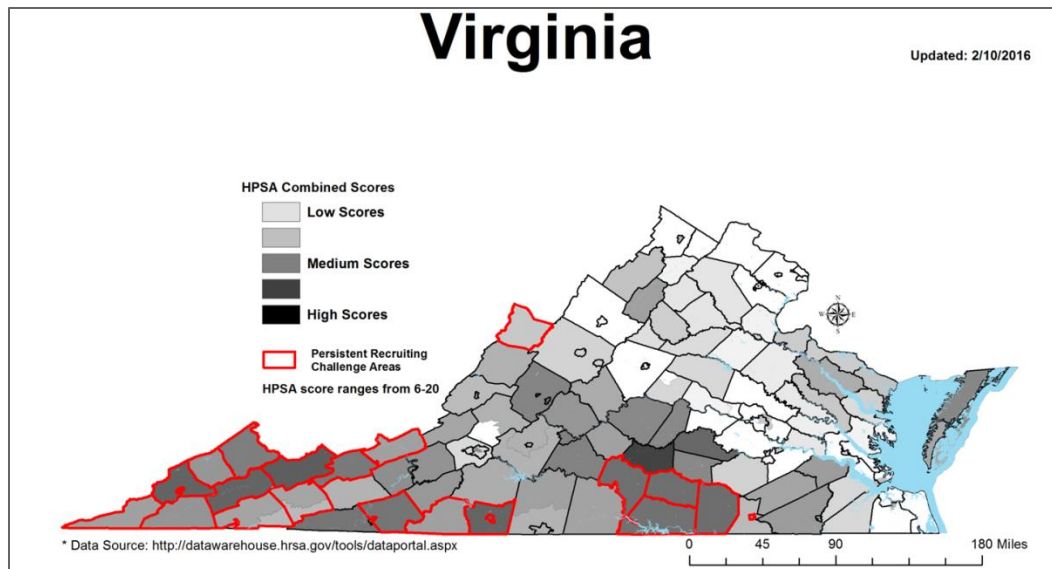 Virginia
Updated: 2/10/2016
HPSA Combined Scores
Low Scores
Medium Scores
High Scores
Persistent Recruiting
Challenge Areas
HPSA score ranges from 6-20
N
W E
S
* Data Source: http://datawarehouse.hrsa.gov/tools/dataportal.aspx
0 45 90 180 Miles